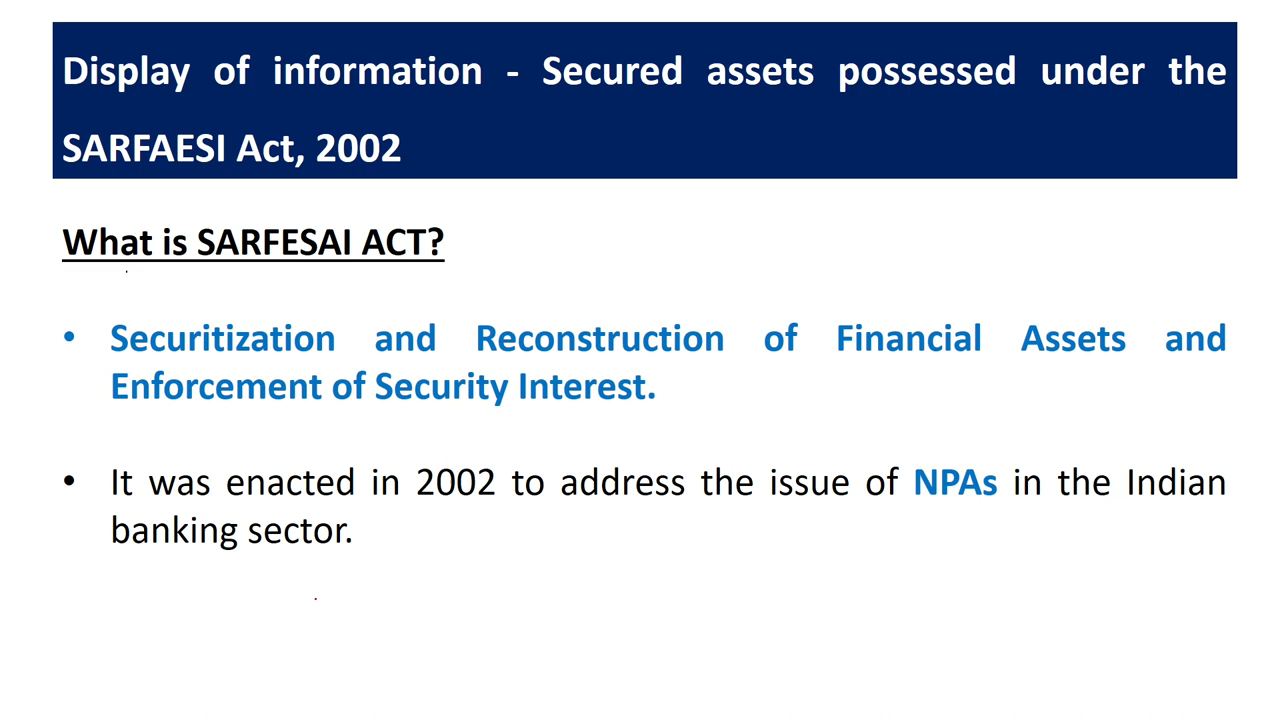 Display of information - Secured assets possessed under the
SARFAESI Act, 2002
What is SARFESAI ACT?
• Securitization and Reconstruction of Financial Assets and
Enforcement of Security Interest.
• It was enacted in 2002 to address the issue of NPAs in the Indian
banking sector.